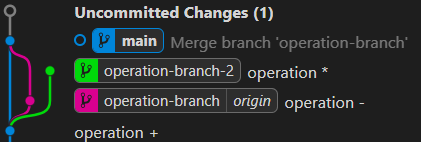 Uncommitted Changes (1)
main Merge branch 'operation-branch'
operation-branch-2 operation *
operation-branch origin operation -
operation +